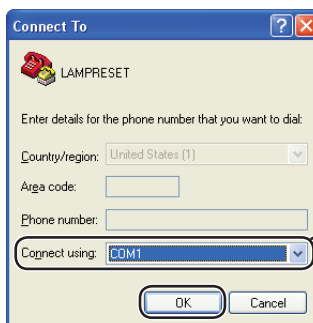 Connect To
LAMPRESET
Enter details for the phone number that you want to dial:
Country/region: United States (1)
Area code:
Phone number:
Connect using: COM1
OK Cancel